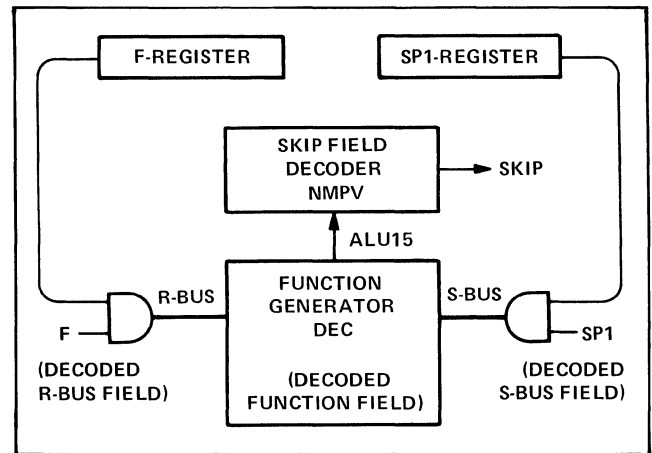 F-REGISTER
SP1-REGISTER
SKIP FIELD
DECODER
NMPV
SKIP
ALU15
R-BUS
FUNCTION
GENERATOR
DEC
S-BUS
F
SP1
(DECODED
R-BUS FIELD)
(DECODED
FUNCTION FIELD)
(DECODED
S-BUS FIELD)